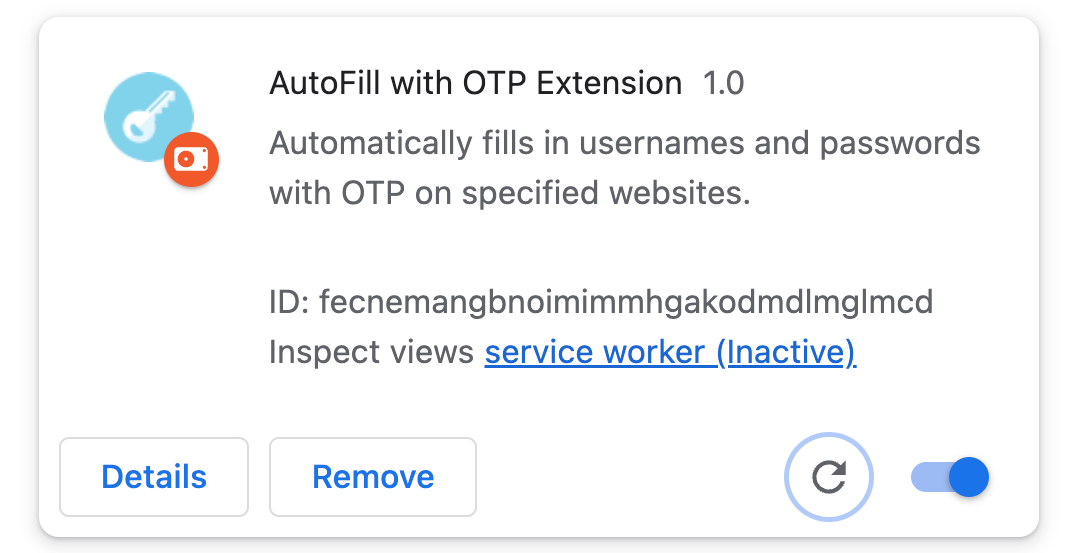 AutoFill with OTP Extension 1.0
Automatically fills in usernames and passwords
with OTP on specified websites.
ID: fecnemangbnoimimmhgakodmdlmglmcd
Inspect views service worker (Inactive)
Details Remove